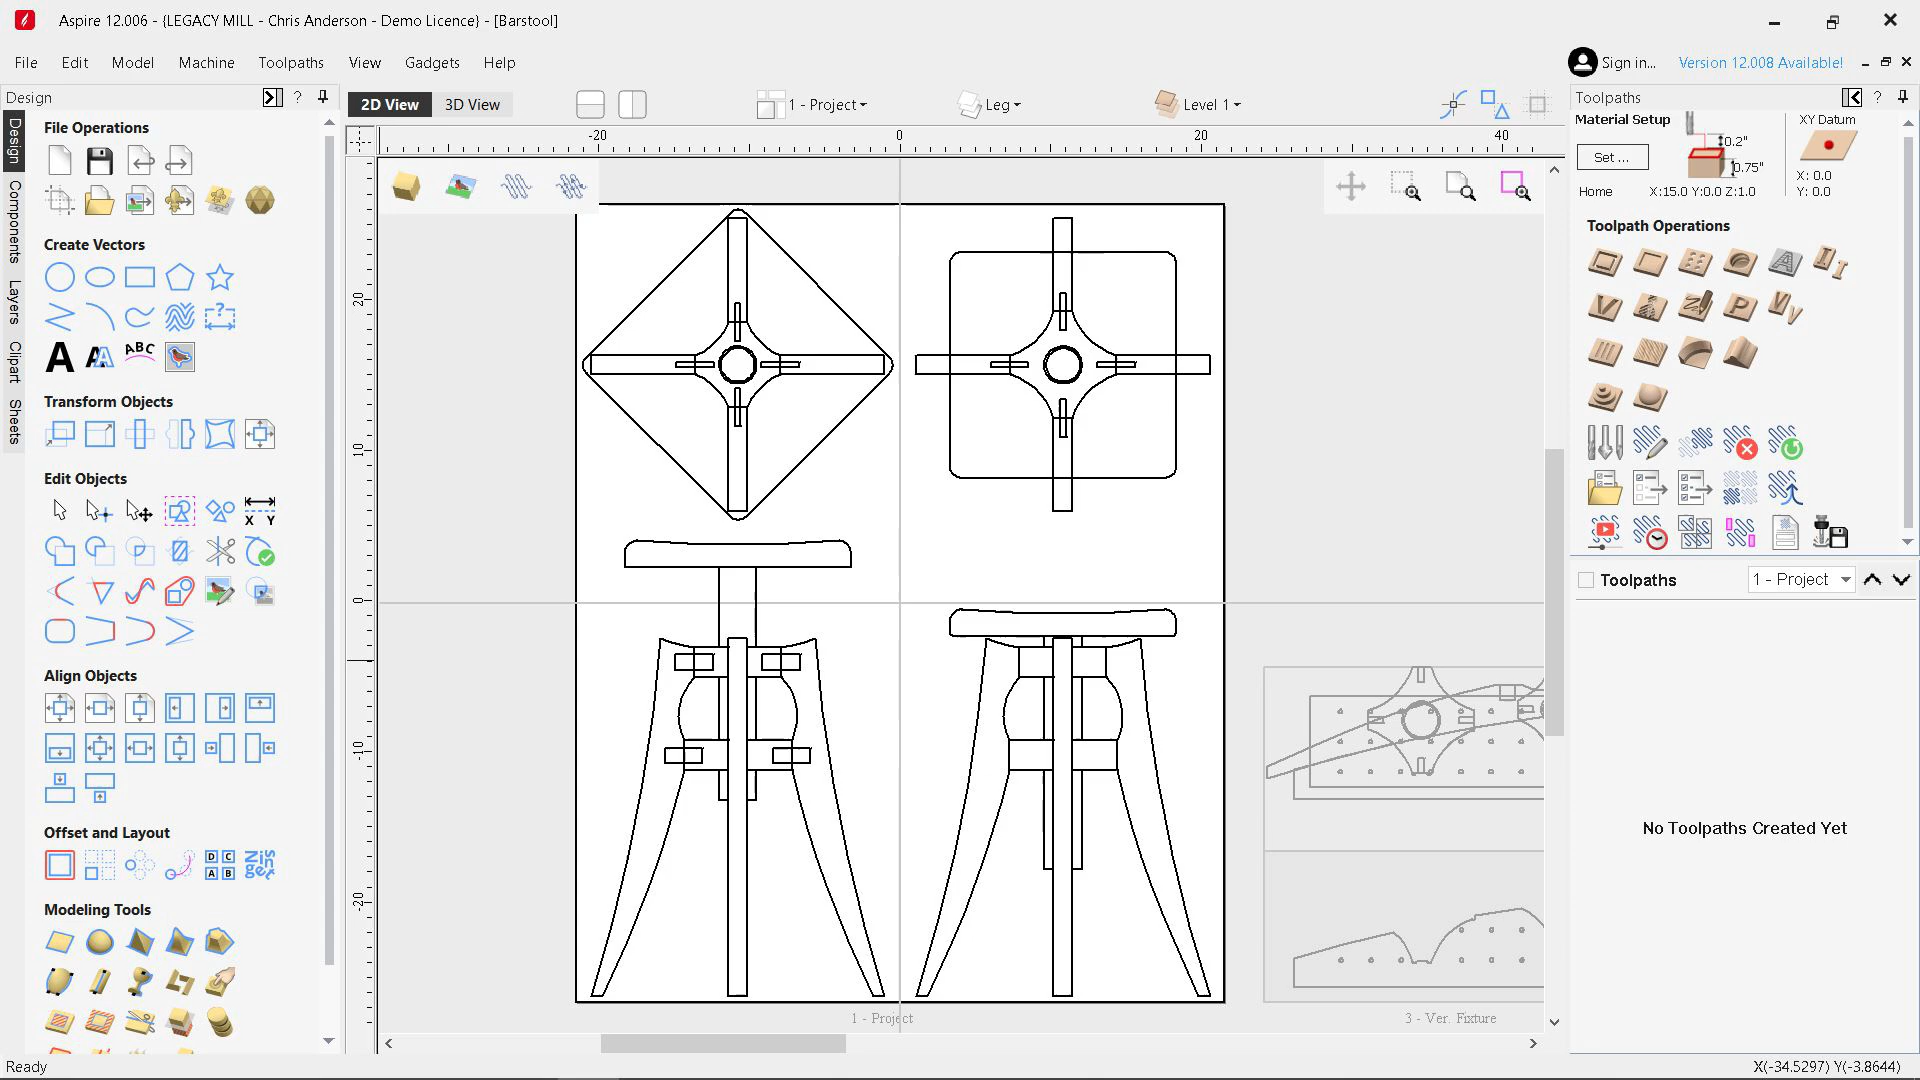 Aspire 12.006 - {LEGACY MILL - Chris Anderson - Demo Licence} - [Barstool]
File Edit Model Machine Toolpaths View Gadgets Help
Sign in... Version 12.008 Available!
Design ?
2D View 3D View 1 - Project Leg Level 1
Toolpaths ?
Design
Components
Layers
Clipart
Sheets
File Operations
Create Vectors
A A ABC
Transform Objects
Edit Objects
X Y
Align Objects
Offset and Layout
D C
A B
Modeling Tools
-20 0 20 40
20
10
0
-10
-20
1 - Project
3 - Ver. Fixture
Material Setup
Set ...
0.2"
0.75"
XY Datum
X: 0.0
Y: 0.0
Home X:15.0 Y:0.0 Z:1.0
Toolpath Operations
Toolpaths 1 - Project
No Toolpaths Created Yet
Ready
X(-34.5297) Y(-3.8644)